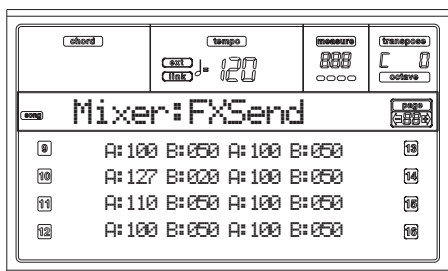 chord tempo measure transpose
ext
link ♩= 120 888 C 0
octave
song Mixer:FXSend page
88
9 A:100 B:050 A:100 B:050 13
10 A:127 B:020 A:100 B:050 14
11 A:110 B:050 A:100 B:050 15
12 A:100 B:050 A:100 B:050 16